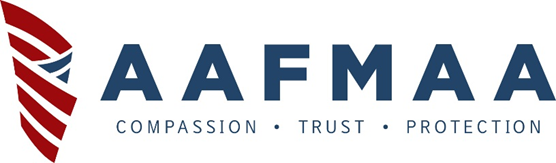 AAFMAA
COMPASSION • TRUST • PROTECTION